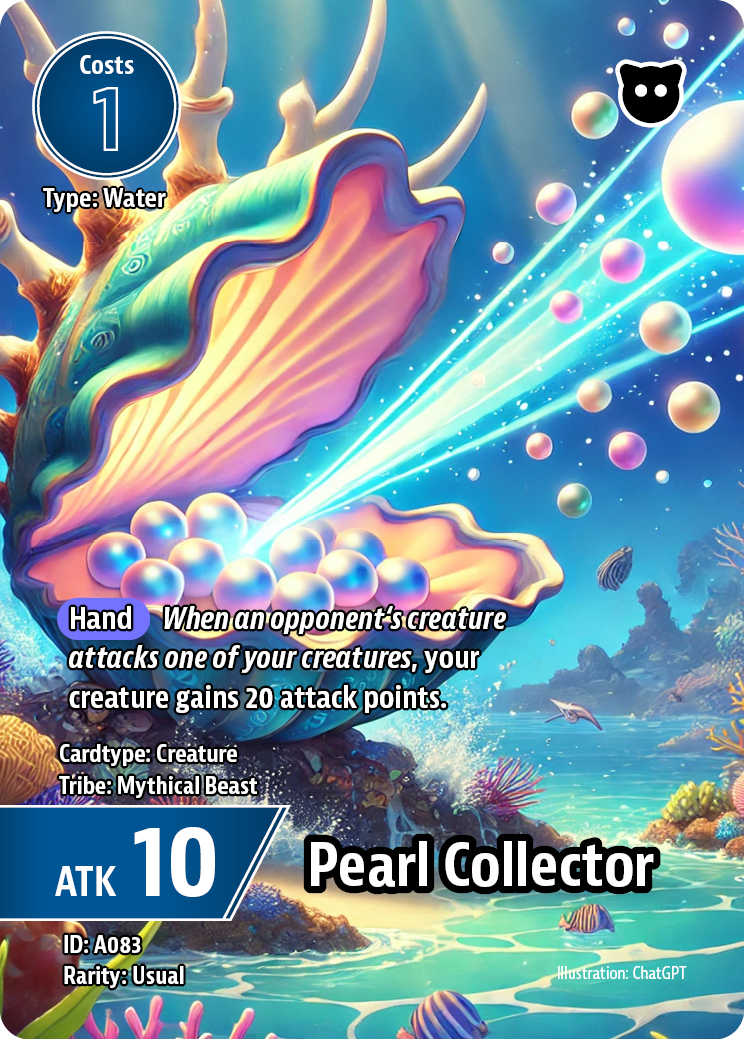 Costs
1
Type: Water
Hand When an opponent‘s creature
attacks one of your creatures, your
creature gains 20 attack points.
Cardtype: Creature
Tribe: Mythical Beast
ATK 10
Pearl Collector
ID: A083
Rarity: Usual
Illustration: ChatGPT